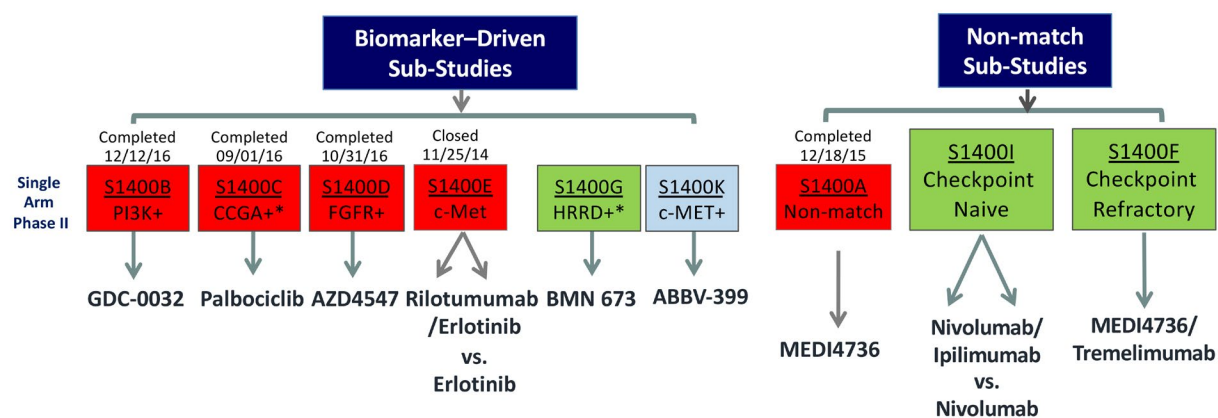 Biomarker–Driven
Sub-Studies
Non-match
Sub-Studies
Completed
12/12/16
Completed
09/01/16
Completed
10/31/16
Closed
11/25/14
Completed
12/18/15
Single
Arm
Phase II
S1400B
PI3K+
S1400C
CCGA+*
S1400D
FGFR+
S1400E
c-Met
S1400G
HRRD+*
S1400K
c-MET+
S1400A
Non-match
S1400I
Checkpoint
Naive
S1400F
Checkpoint
Refractory
GDC-0032
Palbociclib
AZD4547
Rilotumumab
/Erlotinib
vs.
Erlotinib
BMN 673
ABBV-399
MEDI4736
Nivolumab/
Ipilimumab
vs.
Nivolumab
MEDI4736/
Tremelimumab